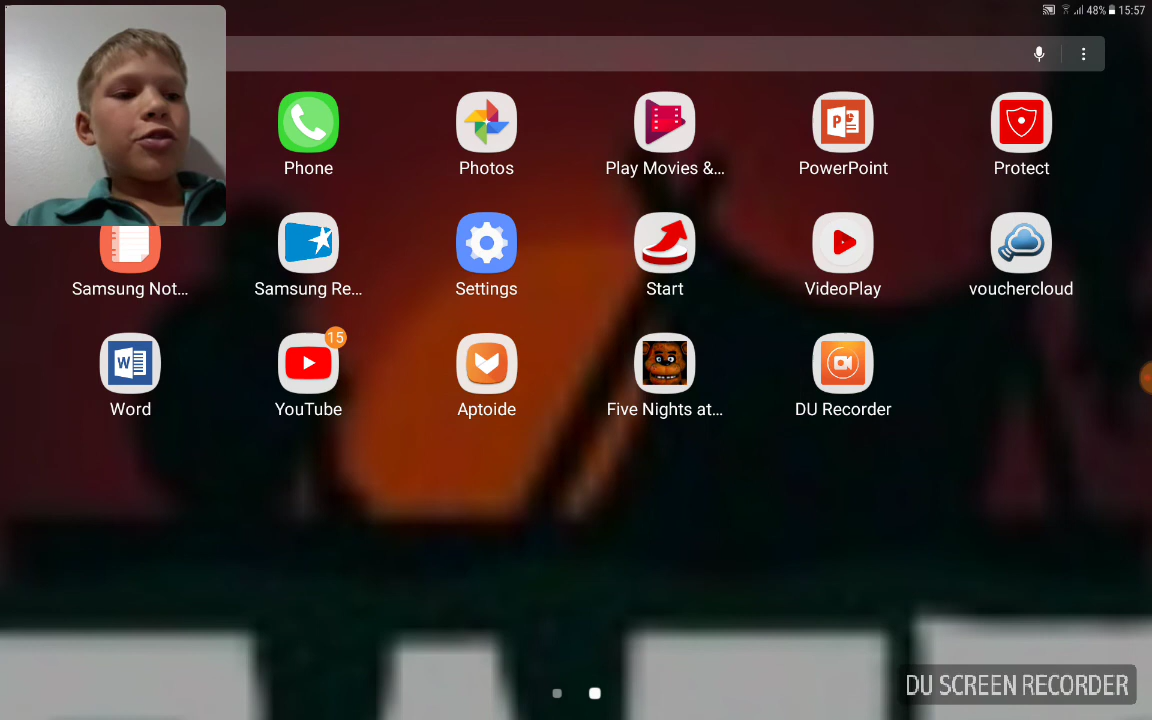 48% 15:57
Phone
Photos
Play Movies &...
PowerPoint
Protect
Samsung Not...
Samsung Re...
Settings
Start
VideoPlay
vouchercloud
15
Word
YouTube
Aptoide
Five Nights at...
DU Recorder
DU SCREEN RECORDER